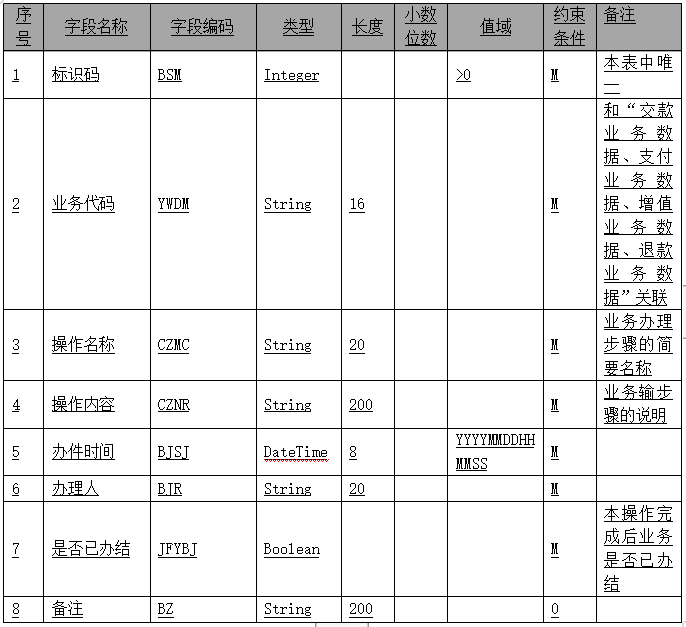 序号 字段名称 字段编码 类型 长度 小数位数 值域 约束条件 备注
1 标识码 BSM Integer >0 M 本表中唯一
2 业务代码 YWDM String 16 M 和“交款业务数据、支付业务数据、增值业务数据、退款业务数据”关联
3 操作名称 CZMC String 20 M 业务办理步骤的简要名称
4 操作内容 CZNR String 200 M 业务输步骤的说明
5 办件时间 BJSJ DateTime 8 YYYYMMDDHHMMSS M
6 办理人 BJR String 20 M
7 是否已办结 JFYBJ Boolean M 本操作完成后业务是否已办结
8 备注 BZ String 200 O